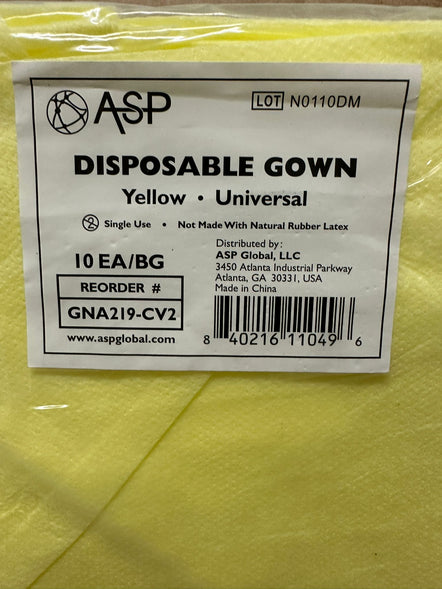 ASP
LOT N0110DM
DISPOSABLE GOWN
Yellow • Universal
2 Single Use • Not Made With Natural Rubber Latex
10 EA/BG
REORDER #
GNA219-CV2
www.aspglobal.com
Distributed by:
ASP Global, LLC
3450 Atlanta Industrial Parkway
Atlanta, GA 30331, USA
Made in China
8 40216 11049 6